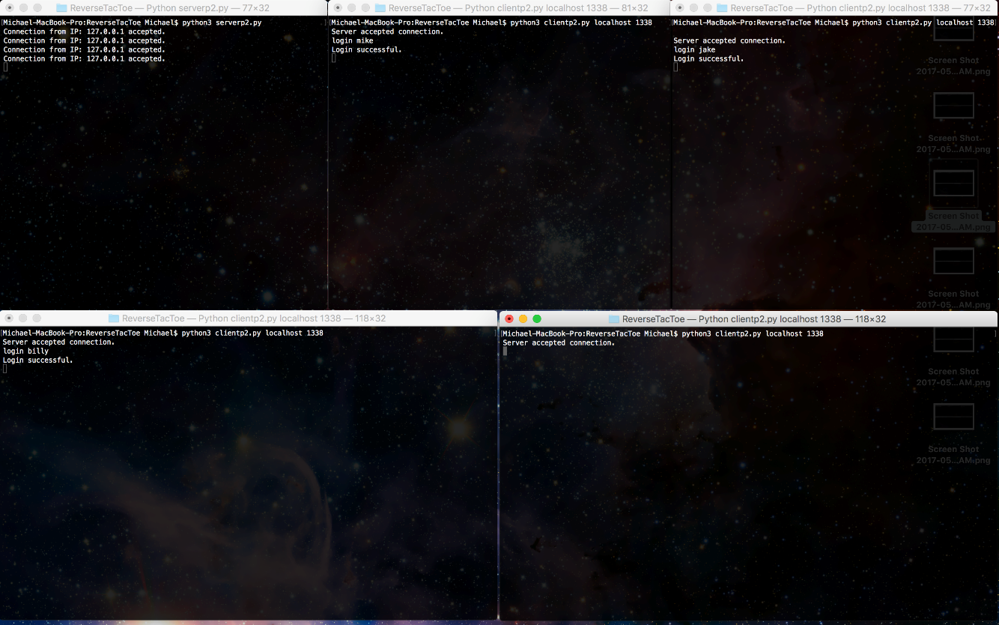 ReverseTacToe — Python serverp2.py — 77×32
[Michael-MacBook-Pro:ReverseTacToe Michael$ python3 serverp2.py
Connection from IP: 127.0.0.1 accepted.
Connection from IP: 127.0.0.1 accepted.
Connection from IP: 127.0.0.1 accepted.
Connection from IP: 127.0.0.1 accepted.
ReverseTacToe — Python clientp2.py localhost 1338 — 81×32
[Michael-MacBook-Pro:ReverseTacToe Michael$ python3 clientp2.py localhost 1338
Server accepted connection.
login mike
Login successful.
ReverseTacToe — Python clientp2.py localhost 1338 — 77×32
[Michael-MacBook-Pro:ReverseTacToe Michael$ python3 clientp2.py localhost 1338]
Server accepted connection.
login jake
Login successful.
Screen Shot
2017-05...AM.png
Screen Shot
2017-05...AM.png
Screen Shot
2017-05...AM.png
Screen Shot
2017-05...AM.png
ReverseTacToe — Python clientp2.py localhost 1338 — 118×32
[Michael-MacBook-Pro:ReverseTacToe Michael$ python3 clientp2.py localhost 1338 ]
Server accepted connection.
login billy
Login successful.
ReverseTacToe — Python clientp2.py localhost 1338 — 118×32
[Michael-MacBook-Pro:ReverseTacToe Michael$ python3 clientp2.py localhost 1338 ]
Server accepted connection.
Screen Shot
2017-05...AM.png
Screen Shot
2017-05...AM.png